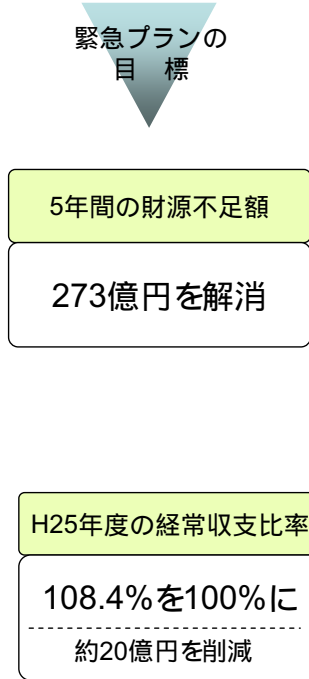 緊急プランの
目　標
5年間の財源不足額
273億円を解消
H25年度の経常収支比率
108.4%を100%に
約20億円を削減